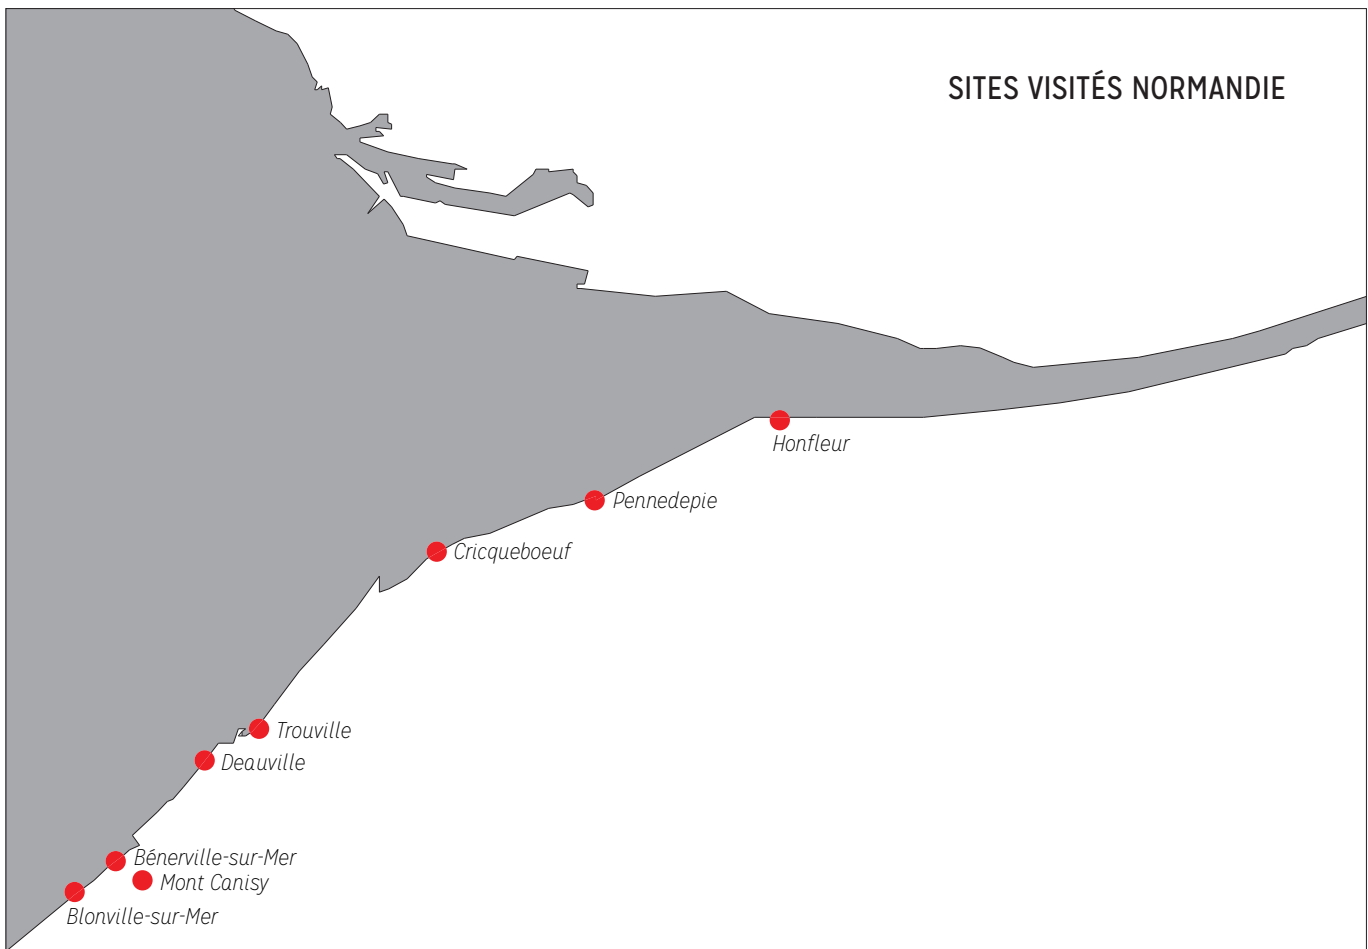 SITES VISITÉS NORMANDIE
Honfleur
Pennedepie
Cricqueboeuf
Trouville
Deauville
Bénerville-sur-Mer
Mont Canisy
Blonville-sur-Mer